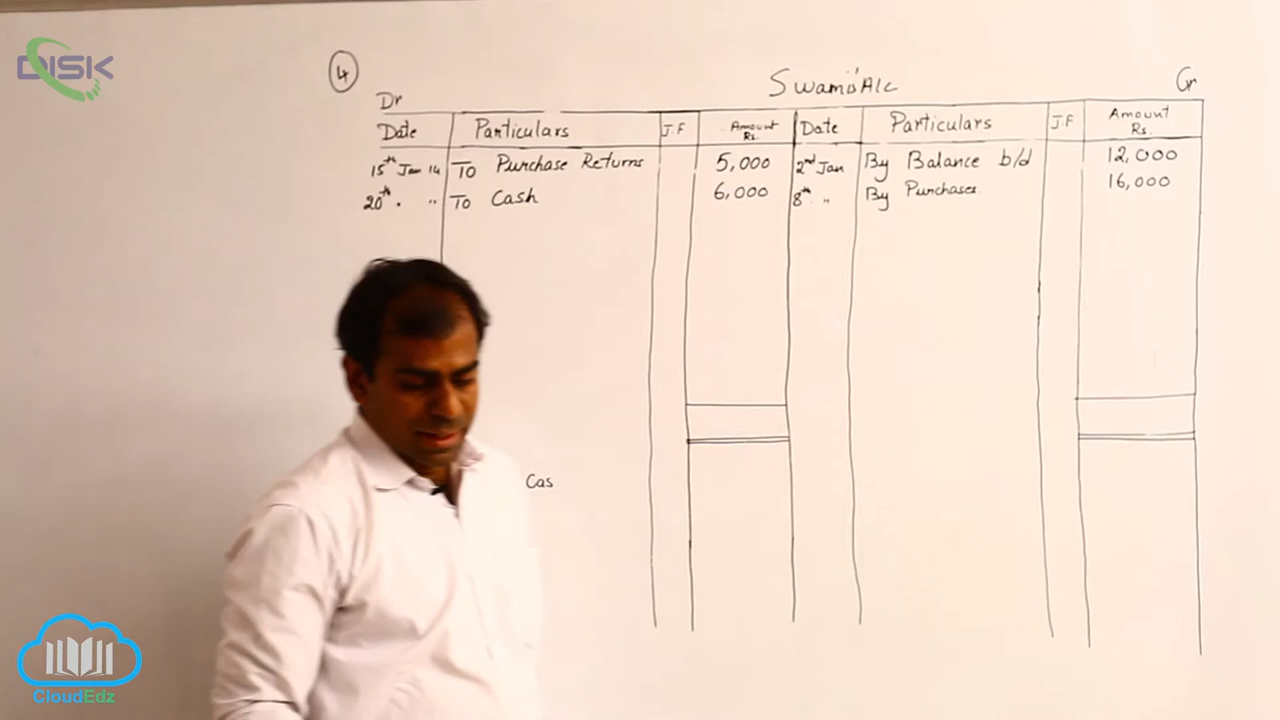 DISK
4
Dr Swami's A/c Cr
Date Particulars J.F Amount Rs. Date Particulars J.F Amount Rs.
15th Jan 14 To Purchase Returns 5,000 2nd Jan By Balance b/d 12,000
20th " " To Cash 6,000 8th " By Purchases 16,000
Cas
CloudEdz